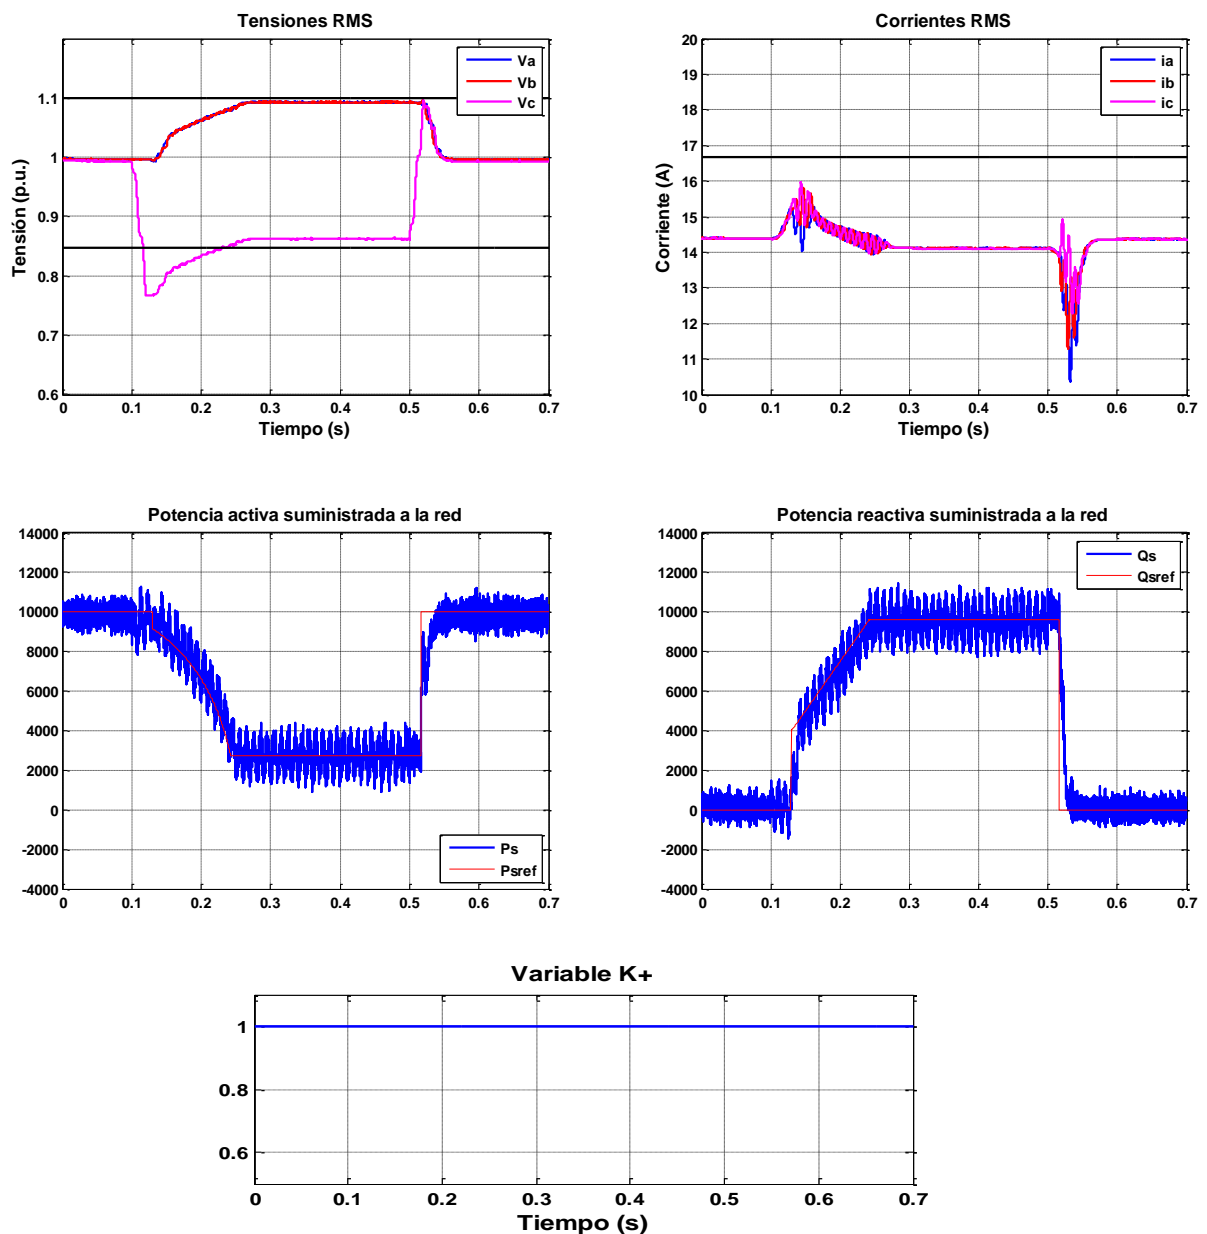 Tensiones RMS
Tensión (p.u.)
1.1
1
0.9
0.8
0.7
0.6
0 0.1 0.2 0.3 0.4 0.5 0.6 0.7
Tiempo (s)
Va
Vb
Vc
Corrientes RMS
Corriente (A)
20
19
18
17
16
15
14
13
12
11
10
0 0.1 0.2 0.3 0.4 0.5 0.6 0.7
Tiempo (s)
ia
ib
ic
Potencia activa suministrada a la red
14000
12000
10000
8000
6000
4000
2000
0
-2000
-4000
0 0.1 0.2 0.3 0.4 0.5 0.6 0.7
Ps
Psref
Potencia reactiva suministrada a la red
14000
12000
10000
8000
6000
4000
2000
0
-2000
-4000
0 0.1 0.2 0.3 0.4 0.5 0.6 0.7
Qs
Qsref
Variable K+
1
0.8
0.6
0 0.1 0.2 0.3 0.4 0.5 0.6 0.7
Tiempo (s)